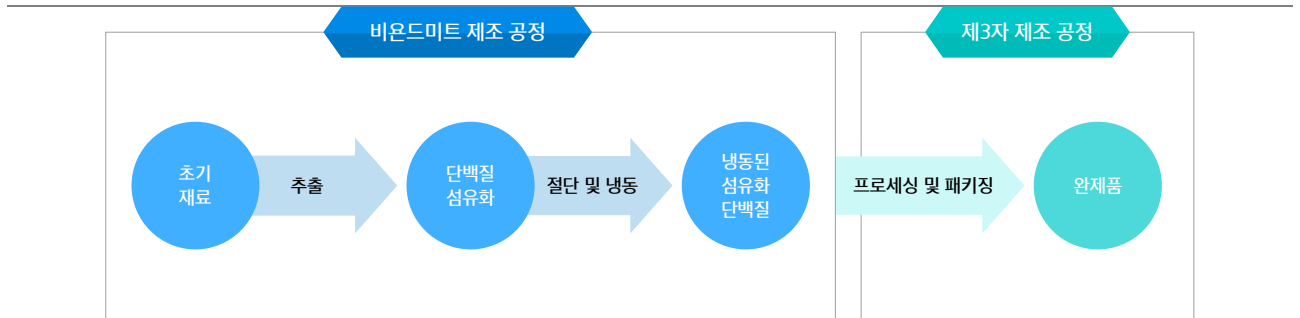 비욘드미트 제조 공정
제3자 제조 공정
초기
재료
추출
단백질
섬유화
절단 및 냉동
냉동된
섬유화
단백질
프로세싱 및 패키징
완제품